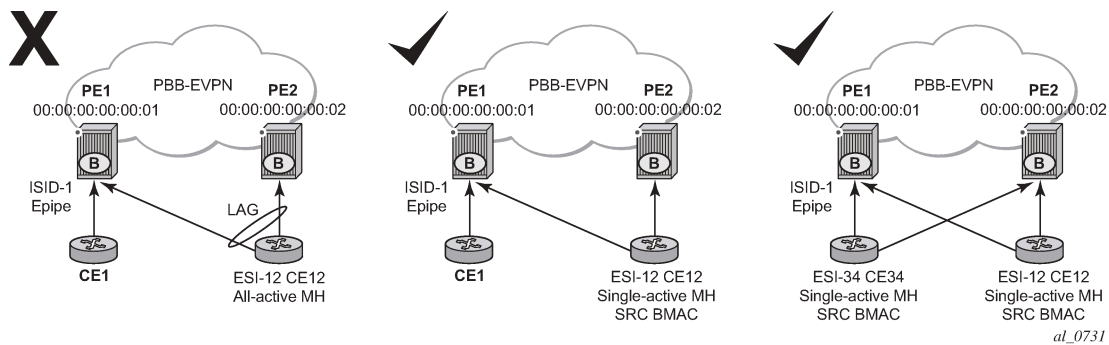 X
PBB-EVPN
PE1
PE2
00:00:00:00:00:01
00:00:00:00:00:02
B
B
ISID-1
Epipe
LAG
CE1
ESI-12 CE12
All-active MH
PBB-EVPN
PE1
PE2
00:00:00:00:00:01
00:00:00:00:00:02
B
B
ISID-1
Epipe
CE1
ESI-12 CE12
Single-active MH
SRC BMAC
PBB-EVPN
PE1
PE2
00:00:00:00:00:01
00:00:00:00:00:02
B
B
ISID-1
Epipe
ESI-34 CE34
Single-active MH
SRC BMAC
ESI-12 CE12
Single-active MH
SRC BMAC
al_0731